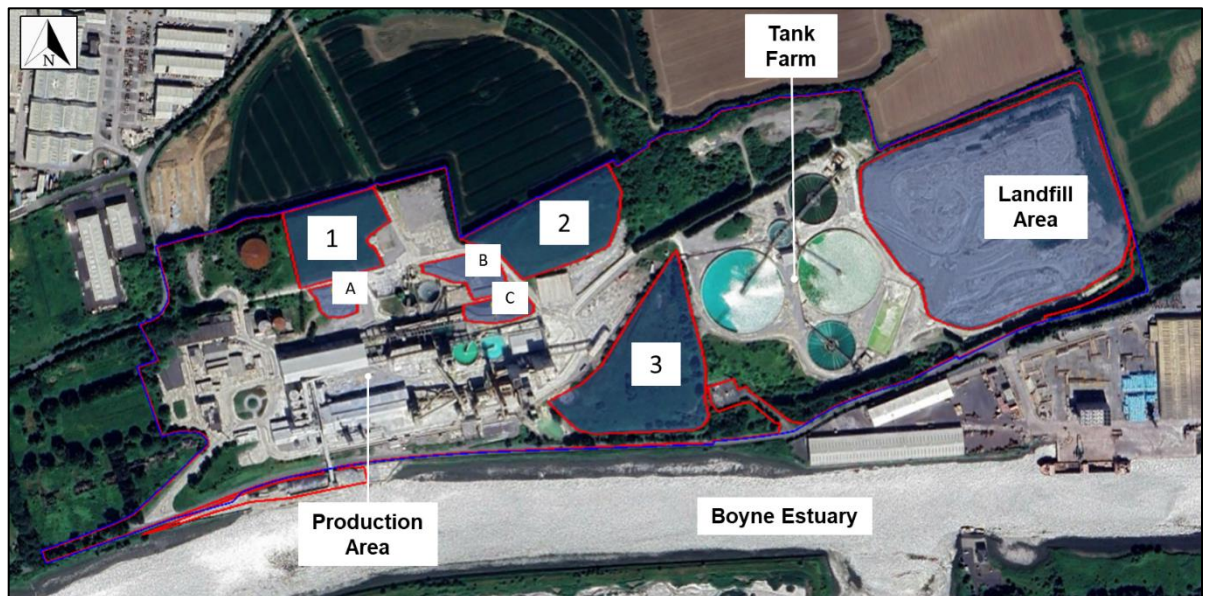 N
Tank
Farm
1
2
Landfill
Area
A
B
C
3
Production
Area
Boyne Estuary